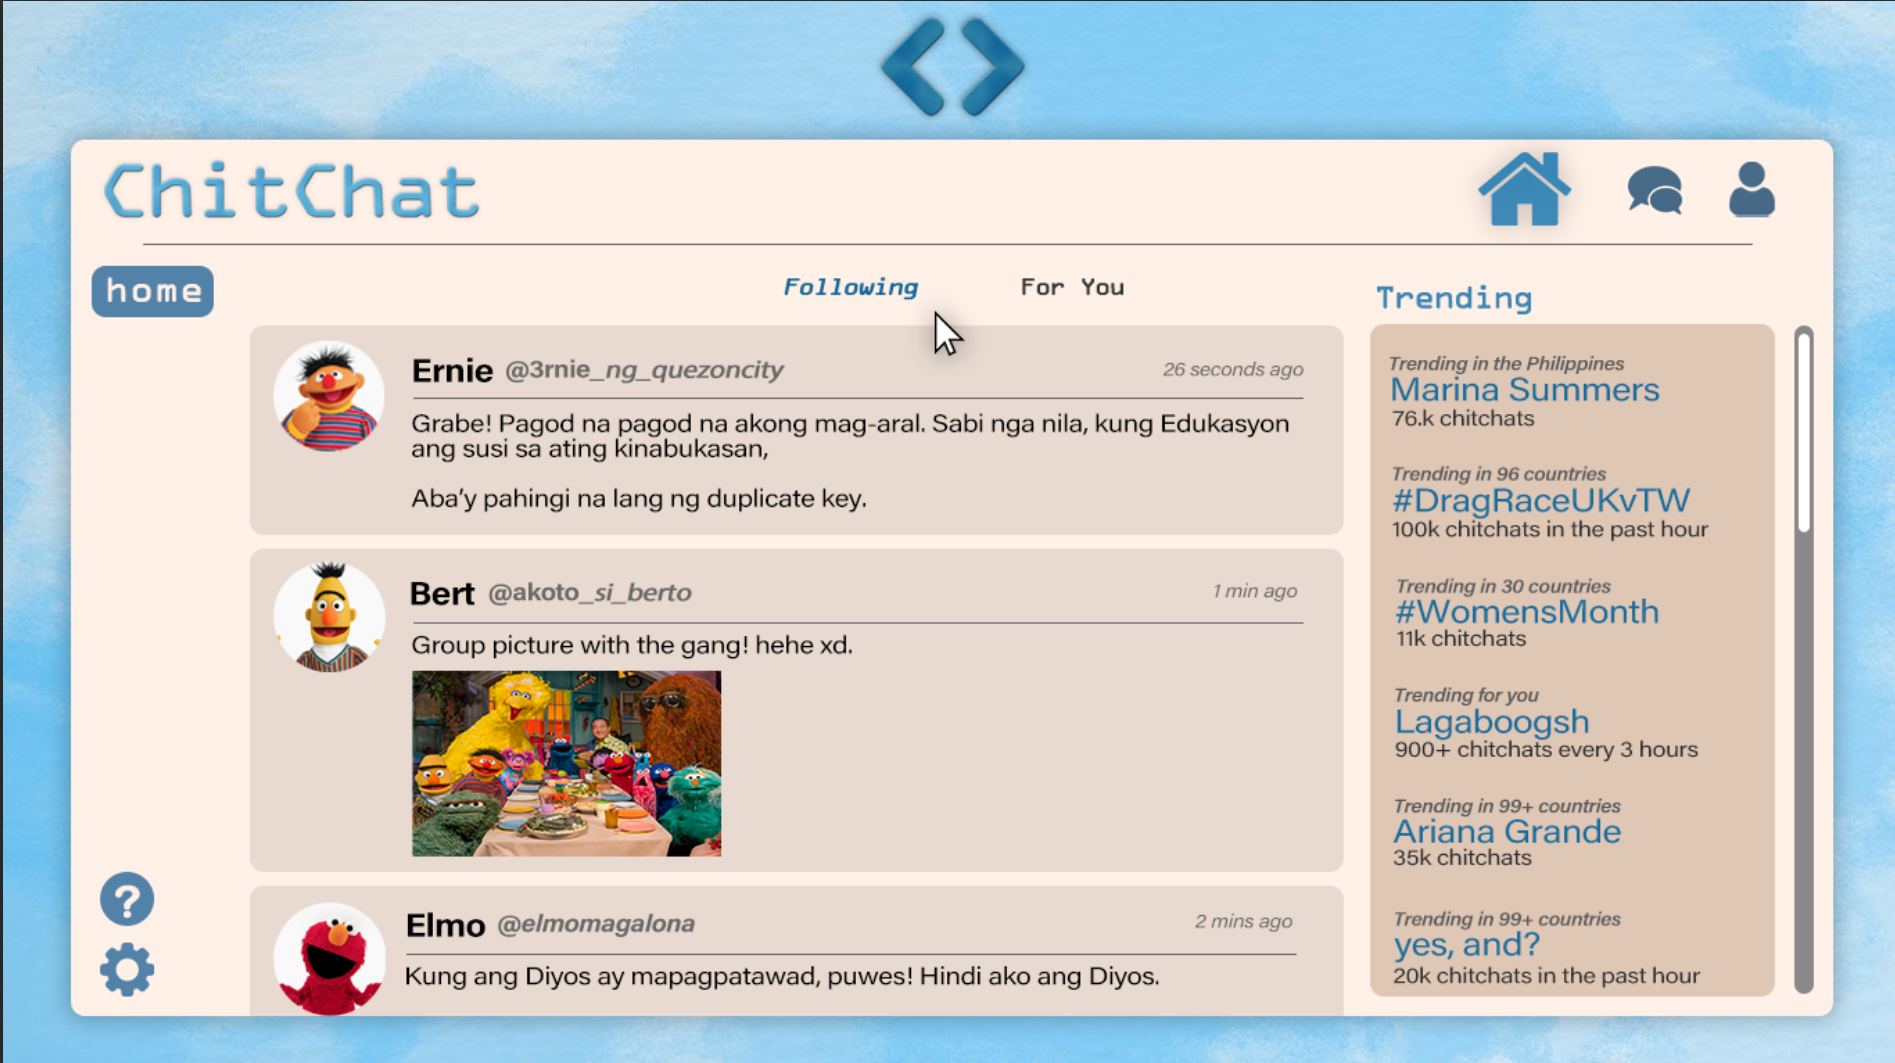 ChitChat
home
Following
For You
Ernie @3rnie_ng_quezoncity
26 seconds ago
Grabe! Pagod na pagod na akong mag-aral. Sabi nga nila, kung Edukasyon
ang susi sa ating kinabukasan,
Aba'y pahingi na lang ng duplicate key.
Bert @akoto_si_berto
1 min ago
Group picture with the gang! hehe xd.
Elmo @elmomagalona
2 mins ago
Kung ang Diyos ay mapagpatawad, puwes! Hindi ako ang Diyos.
Trending
Trending in the Philippines
Marina Summers
76.k chitchats
Trending in 96 countries
#DragRaceUKvTW
100k chitchats in the past hour
Trending in 30 countries
#WomensMonth
11k chitchats
Trending for you
Lagaboogsh
900+ chitchats every 3 hours
Trending in 99+ countries
Ariana Grande
35k chitchats
Trending in 99+ countries
yes, and?
20k chitchats in the past hour
?